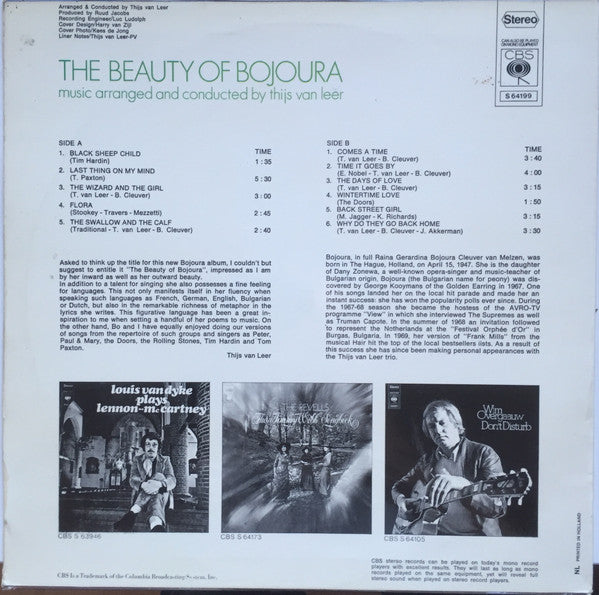 Arranged & Conducted by Thijs van Leer
Produced by Ruud Jacobs
Recording Engineer/Luc Ludolph
Cover Design/Harry van Zijl
Cover Photo/Kees de Jong
Liner Notes/Thijs van Leer-PV
Stereo
CAN ALSO BE PLAYED
ON MONO EQUIPMENT
CBS
S 64199
THE BEAUTY OF BOJOURA
music arranged and conducted by thijs van leer
SIDE A TIME
1. BLACK SHEEP CHILD
(Tim Hardin) 1 : 35
2. LAST THING ON MY MIND
(T. Paxton) 5 : 30
3. THE WIZARD AND THE GIRL
(T. van Leer - B. Cleuver) 3 : 00
4. FLORA
(Stookey - Travers - Mezzetti) 2 : 45
5. THE SWALLOW AND THE CALF
(Traditional - T. van Leer - B. Cleuver) 2 : 40
SIDE B TIME
1. COMES A TIME
(T. van Leer - B. Cleuver) 3 : 40
2. TIME IT GOES BY
(E. Nobel - T. van Leer - B. Cleuver) 4 : 00
3. THE DAYS OF LOVE
(T. van Leer - B. Cleuver) 3 : 15
4. WINTERTIME LOVE
(The Doors) 1 : 50
5. BACK STREET GIRL
(M. Jagger - K. Richards) 3 : 15
6. WHY DO THEY GO BACK HOME
(T. van Leer - B. Cleuver - J. Akkerman) 3 : 30
Asked to think up the title for this new Bojoura album, I couldn't but
suggest to entitle it "The Beauty of Bojoura", impressed as I am
by her inward as well as her outward beauty.
In addition to a talent for singing she also possesses a fine feeling
for languages. This not only manifests itself in her fluency when
speaking such languages as French, German, English, Bulgarian
or Dutch, but also in the remarkable richness of metaphor in the
lyrics she writes. This figurative language has been a great in-
spiration to me when setting a handful of her poems to music. On
the other hand, Bo and I have equally enjoyed doing our versions
of songs from the repertoire of such groups and singers as Peter,
Paul & Mary, the Doors, the Rolling Stones, Tim Hardin and Tom
Paxton.
Thijs van Leer
Bojoura, in full Raina Gerardina Bojoura Cleuver van Melzen, was
born in The Hague, Holland, on April 15, 1947. She is the daughter
of Dany Zonewa, a well-known opera-singer and music-teacher of
Bulgarian origin. Bojoura (the Bulgarian name for peony) was dis-
covered by George Kooymans of the Golden Earring in 1967. One
of his songs landed her on the local hit parade and made her an
instant success: she has won the popularity polls ever since. During
the 1967-68 season she became the hostess of the AVRO-TV
programme "View" in which she interviewed The Supremes as well
as Truman Capote. In the summer of 1968 an invitation followed
to represent the Netherlands at the "Festival Orphée d'Or" in
Burgas, Bulgaria. In 1969, her version of "Frank Mills" from the
musical Hair hit the top of the local bestsellers lists. As a result of
this success she has since been making personal appearances with
the Thijs van Leer trio.
louis van dyke
plays
lennon-mccartney
CBS S 63946
THE REVELLS
CBS S 64173
Wim
Overgaauw
Don't Disturb
CBS S 64105
CBS stereo records can be played on today's mono record
players with excellent results. They will last as long as mono
records played on the same equipment, yet will reveal full
stereo sound when played on stereo record players.
CBS Is a Trademark of the Columbia Broadcasting System, Inc.
NL PRINTED IN HOLLAND